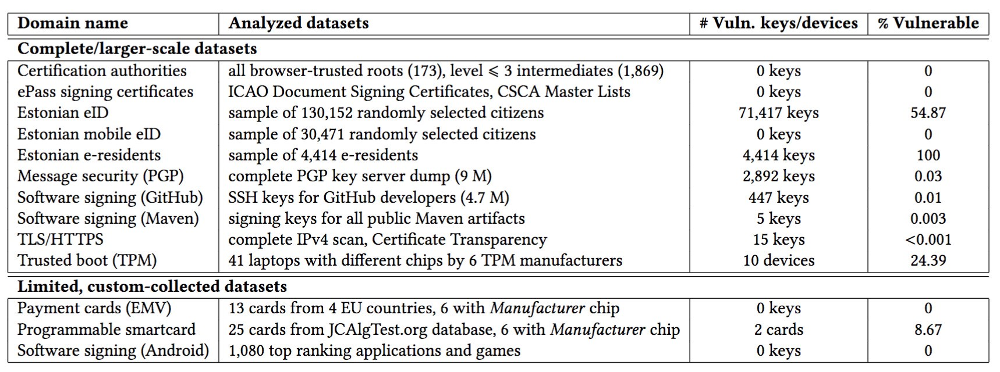 Domain name Analyzed datasets # Vuln. keys/devices % Vulnerable
Complete/larger-scale datasets
Certification authorities all browser-trusted roots (173), level ⩽ 3 intermediates (1,869) 0 keys 0
ePass signing certificates ICAO Document Signing Certificates, CSCA Master Lists 0 keys 0
Estonian eID sample of 130,152 randomly selected citizens 71,417 keys 54.87
Estonian mobile eID sample of 30,471 randomly selected citizens 0 keys 0
Estonian e-residents sample of 4,414 e-residents 4,414 keys 100
Message security (PGP) complete PGP key server dump (9 M) 2,892 keys 0.03
Software signing (GitHub) SSH keys for GitHub developers (4.7 M) 447 keys 0.01
Software signing (Maven) signing keys for all public Maven artifacts 5 keys 0.003
TLS/HTTPS complete IPv4 scan, Certificate Transparency 15 keys <0.001
Trusted boot (TPM) 41 laptops with different chips by 6 TPM manufacturers 10 devices 24.39
Limited, custom-collected datasets
Payment cards (EMV) 13 cards from 4 EU countries, 6 with Manufacturer chip 0 keys 0
Programmable smartcard 25 cards from JCAlgTest.org database, 6 with Manufacturer chip 2 cards 8.67
Software signing (Android) 1,080 top ranking applications and games 0 keys 0